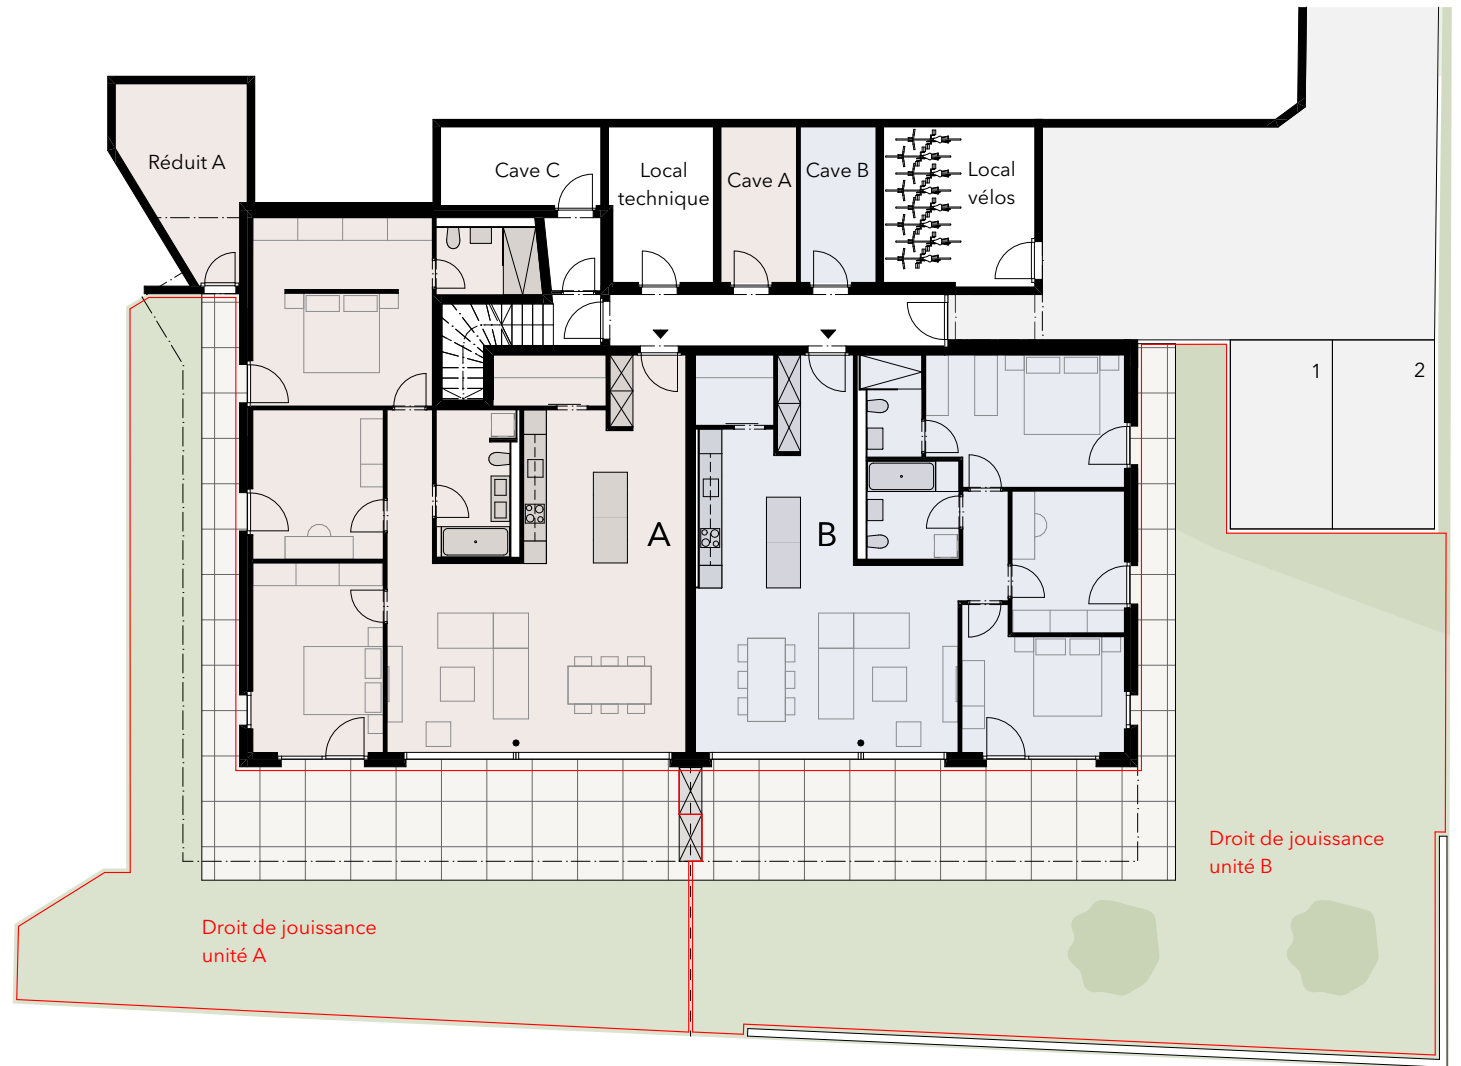 Réduit A
Cave C
Local
technique
Cave A
Cave B
Local
vélos
1
2
A
B
Droit de jouissance
unité B
Droit de jouissance
unité A